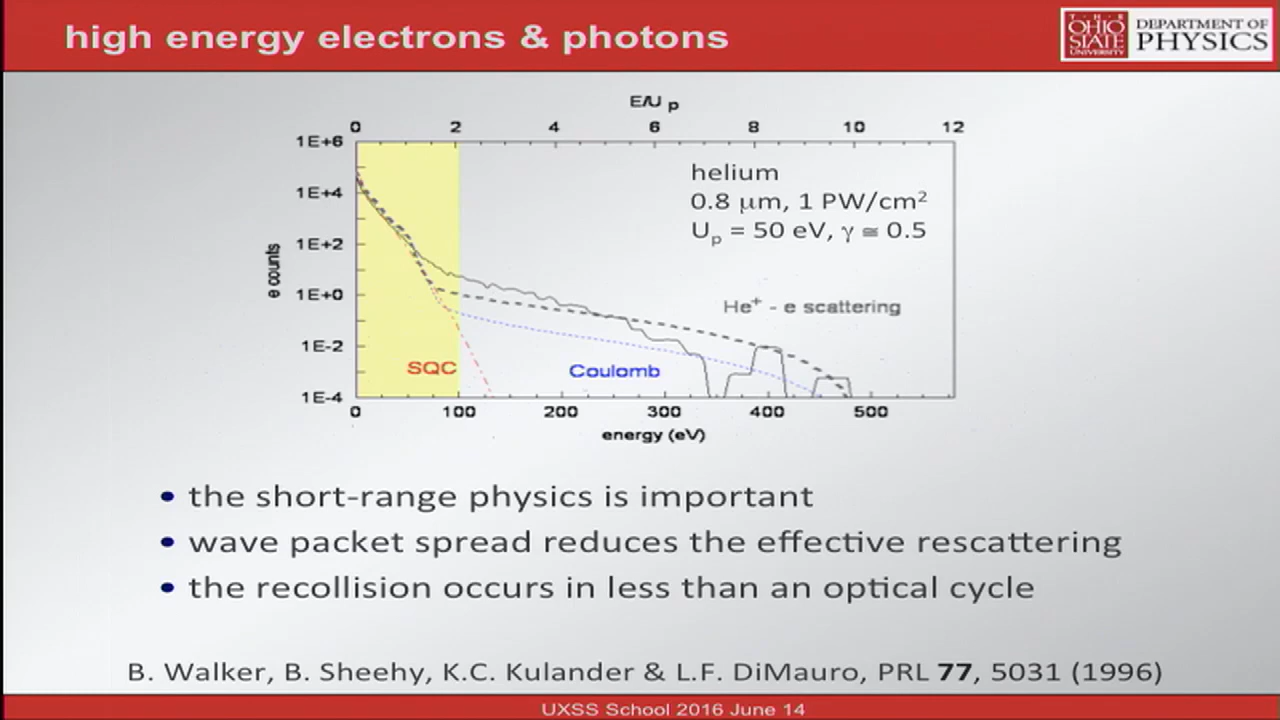 high energy electrons & photons
T · H · E
OHIO
STATE
UNIVERSITY
DEPARTMENT OF
PHYSICS
E/U p
0 2 4 6 8 10 12
1E+6
1E+4
1E+2
1E+0
1E-2
1E-4
e counts
helium
0.8 μm, 1 PW/cm²
Uₚ = 50 eV, γ ≅ 0.5
He⁺ - e scattering
SQC
Coulomb
0 100 200 300 400 500
energy (eV)
• the short-range physics is important
• wave packet spread reduces the effective rescattering
• the recollision occurs in less than an optical cycle
B. Walker, B. Sheehy, K.C. Kulander & L.F. DiMauro, PRL 77, 5031 (1996)
UXSS School 2016 June 14